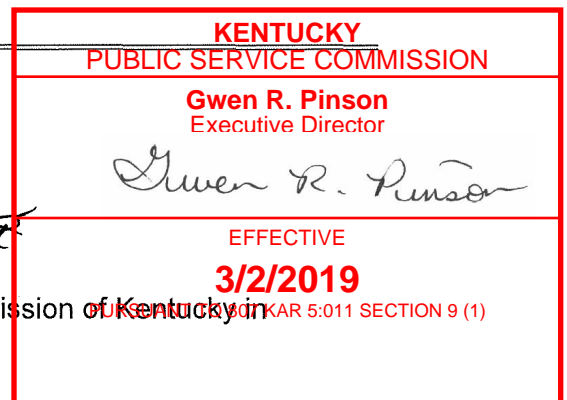 KENTUCKY
PUBLIC SERVICE COMMISSION
Gwen R. Pinson
Executive Director
Gwen R. Pinson
EFFECTIVE
3/2/2019
ission of Kentucky in
PURSUANT TO 807 KAR 5:011 SECTION 9 (1)